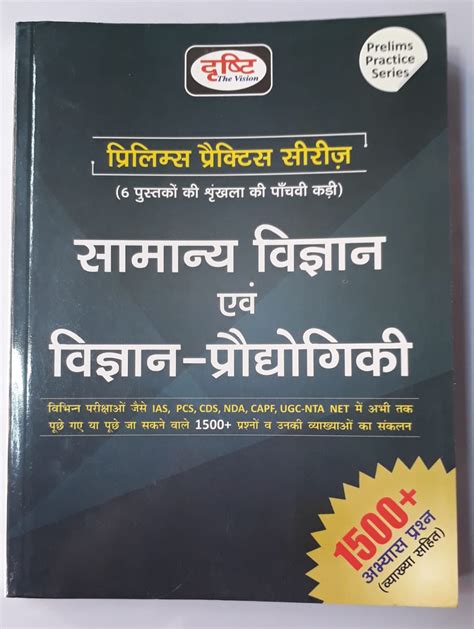 दृष्टि
The Vision
Prelims
Practice
Series
प्रिलिम्स प्रैक्टिस सीरीज़
(6 पुस्तकों की शृंखला की पाँचवी कड़ी)
सामान्य विज्ञान
एवं
विज्ञान-प्रौद्योगिकी
विभिन्न परीक्षाओं जैसे IAS, PCS, CDS, NDA, CAPF, UGC-NTA NET में अभी तक
पूछे गए या पूछे जा सकने वाले 1500+ प्रश्नों व उनकी व्याख्याओं का संकलन
1500+
अभ्यास प्रश्न
(व्याख्या सहित)